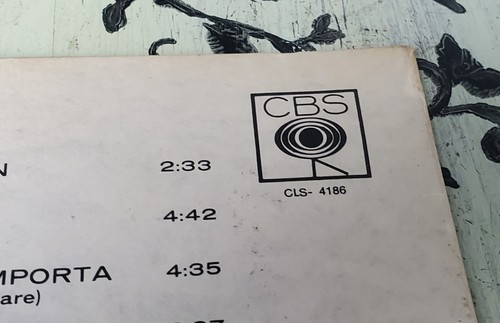 CBS
N 2:33
CLS- 4186
4:42
MPORTA 4:35
are)